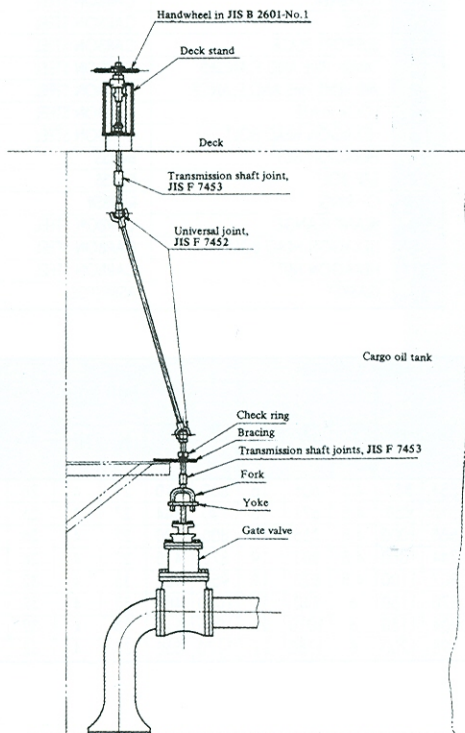 Handwheel in JIS B 2601-No.1
Deck stand
Deck
Transmission shaft joint,
JIS F 7453
Universal joint,
JIS F 7452
Cargo oil tank
Check ring
Bracing
Transmission shaft joints, JIS F 7453
Fork
Yoke
Gate valve